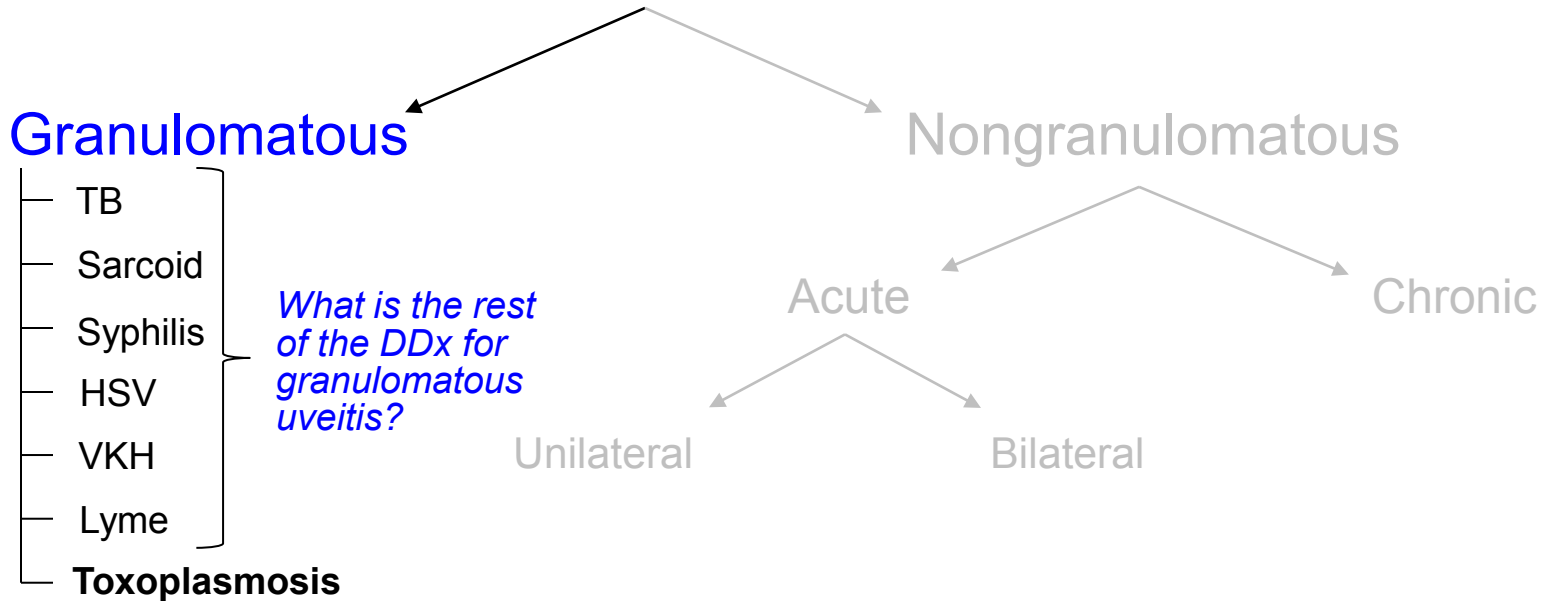 Granulomatous
Nongranulomatous
TB
Sarcoid
Syphilis
HSV
VKH
Lyme
Toxoplasmosis
What is the rest
of the DDx for
granulomatous
uveitis?
Acute
Chronic
Unilateral
Bilateral